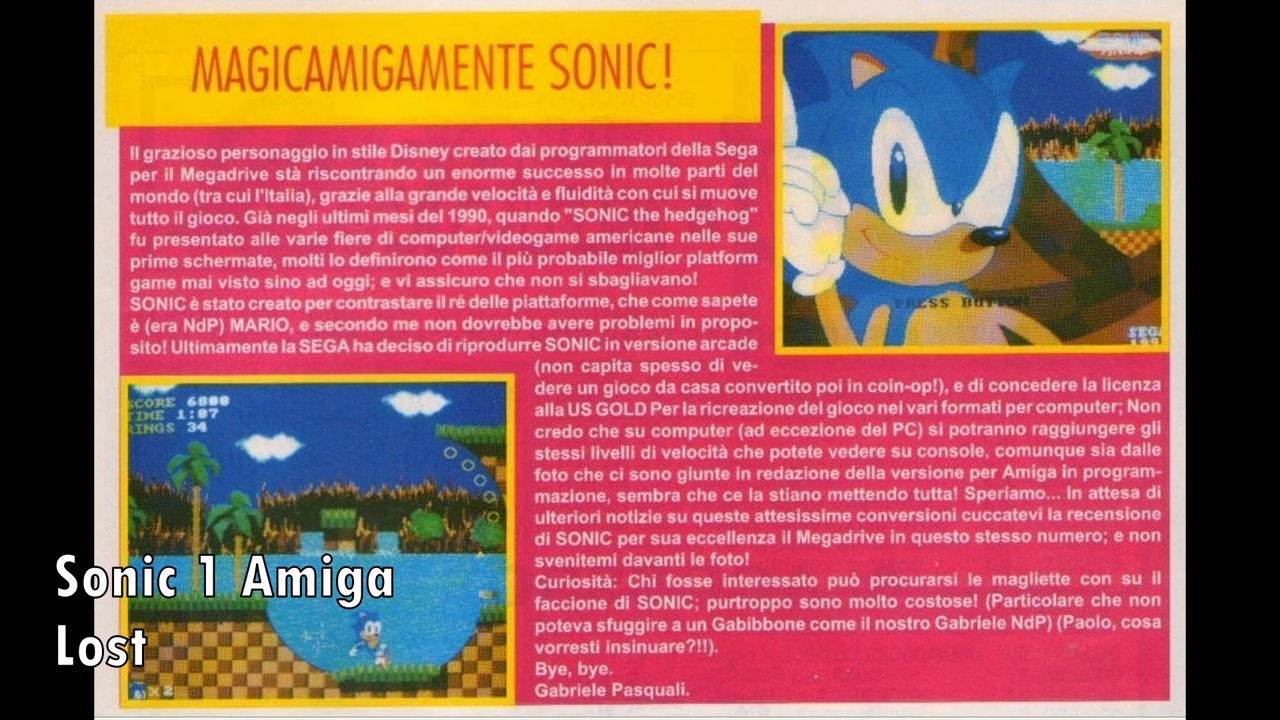 MAGICAMIGAMENTE SONIC!
Il grazioso personaggio in stile Disney creato dai programmatori della Sega
per il Megadrive stà riscontrando un enorme successo in molte parti del
mondo (tra cui l'Italia), grazie alla grande velocità e fluidità con cui si muove
tutto il gioco. Già negli ultimi mesi del 1990, quando "SONIC the hedgehog"
fu presentato alle varie fiere di computer/videogame americane nelle sue
prime schermate, molti lo definirono come il più probabile miglior platform
game mai visto sino ad oggi; e vi assicuro che non si sbagliavano!
SONIC è stato creato per contrastare il ré delle piattaforme, che come sapete
è (era NdP) MARIO, e secondo me non dovrebbe avere problemi in propo-
sito! Ultimamente la SEGA ha deciso di riprodurre SONIC in versione arcade
(non capita spesso di ve-
dere un gioco da casa convertito poi in coin-op!), e di concedere la licenza
alla US GOLD Per la ricreazione del gioco nei vari formati per computer; Non
credo che su computer (ad eccezione del PC) si potranno raggiungere gli
stessi livelli di velocità che potete vedere su console, comunque sia dalle
foto che ci sono giunte in redazione della versione per Amiga in program-
mazione, sembra che ce la stiano mettendo tutta! Speriamo... In attesa di
ulteriori notizie su queste attesissime conversioni cuccatevi la recensione
di SONIC per sua eccellenza il Megadrive in questo stesso numero; e non
svenitemi davanti le foto!
Curiosità: Chi fosse interessato può procurarsi le magliette con su il
faccione di SONIC; purtroppo sono molto costose! (Particolare che non
poteva sfuggire a un Gabibbone come il nostro Gabriele NdP) (Paolo, cosa
vorresti insinuare?!!).
Bye, bye.
Gabriele Pasquali.
PRESS BUTTON
SEGA
SCORE 6800
TIME 1:07
RINGS 34
x 2
Sonic 1 Amiga
Lost